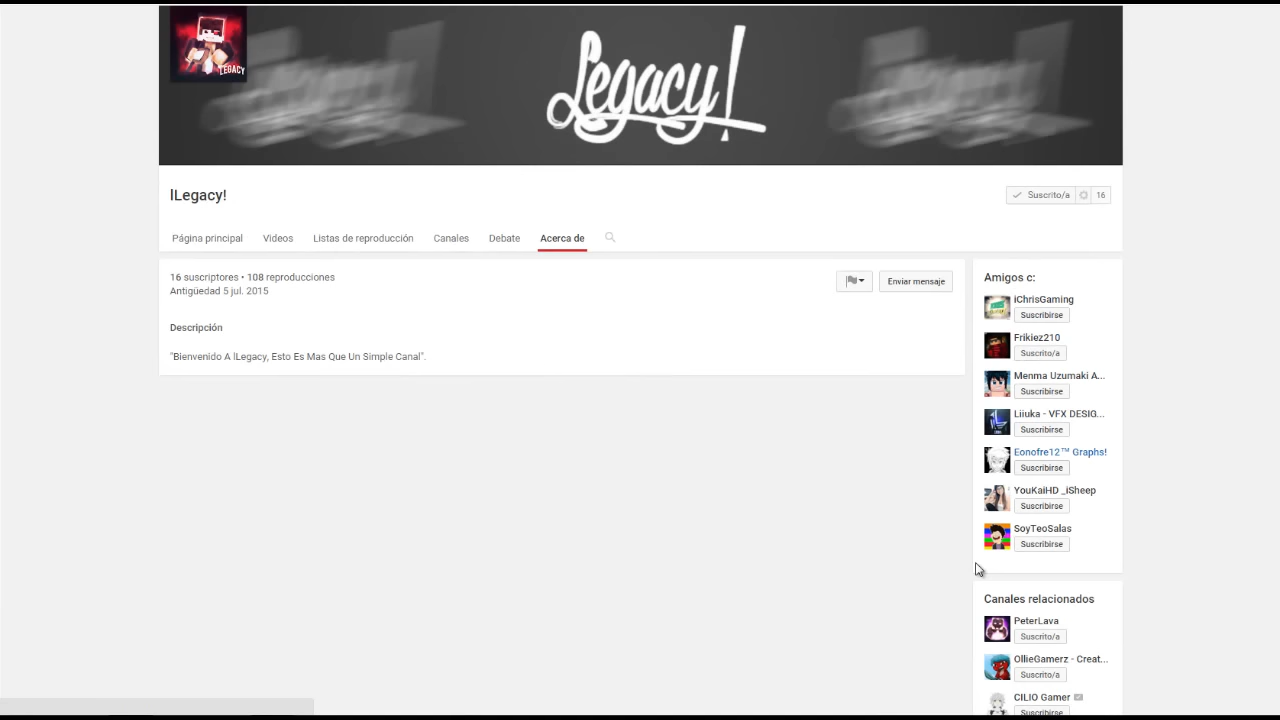 LEGACY
Legacy!
lLegacy!
Suscrito/a 16
Página principal Videos Listas de reproducción Canales Debate Acerca de
16 suscriptores • 108 reproducciones
Antigüedad 5 jul. 2015
Enviar mensaje
Descripción
"Bienvenido A lLegacy, Esto Es Mas Que Un Simple Canal".
Amigos c:
iChrisGaming
Suscribirse
Frikiez210
Suscrito/a
Menma Uzumaki A...
Suscribirse
Liiuka - VFX DESIG...
Suscribirse
Eonofre12™ Graphs!
Suscribirse
YouKaiHD _iSheep
Suscribirse
SoyTeoSalas
Suscribirse
Canales relacionados
PeterLava
Suscrito/a
OllieGamerz - Creat...
Suscrito/a
CILIO Gamer
Suscribirse